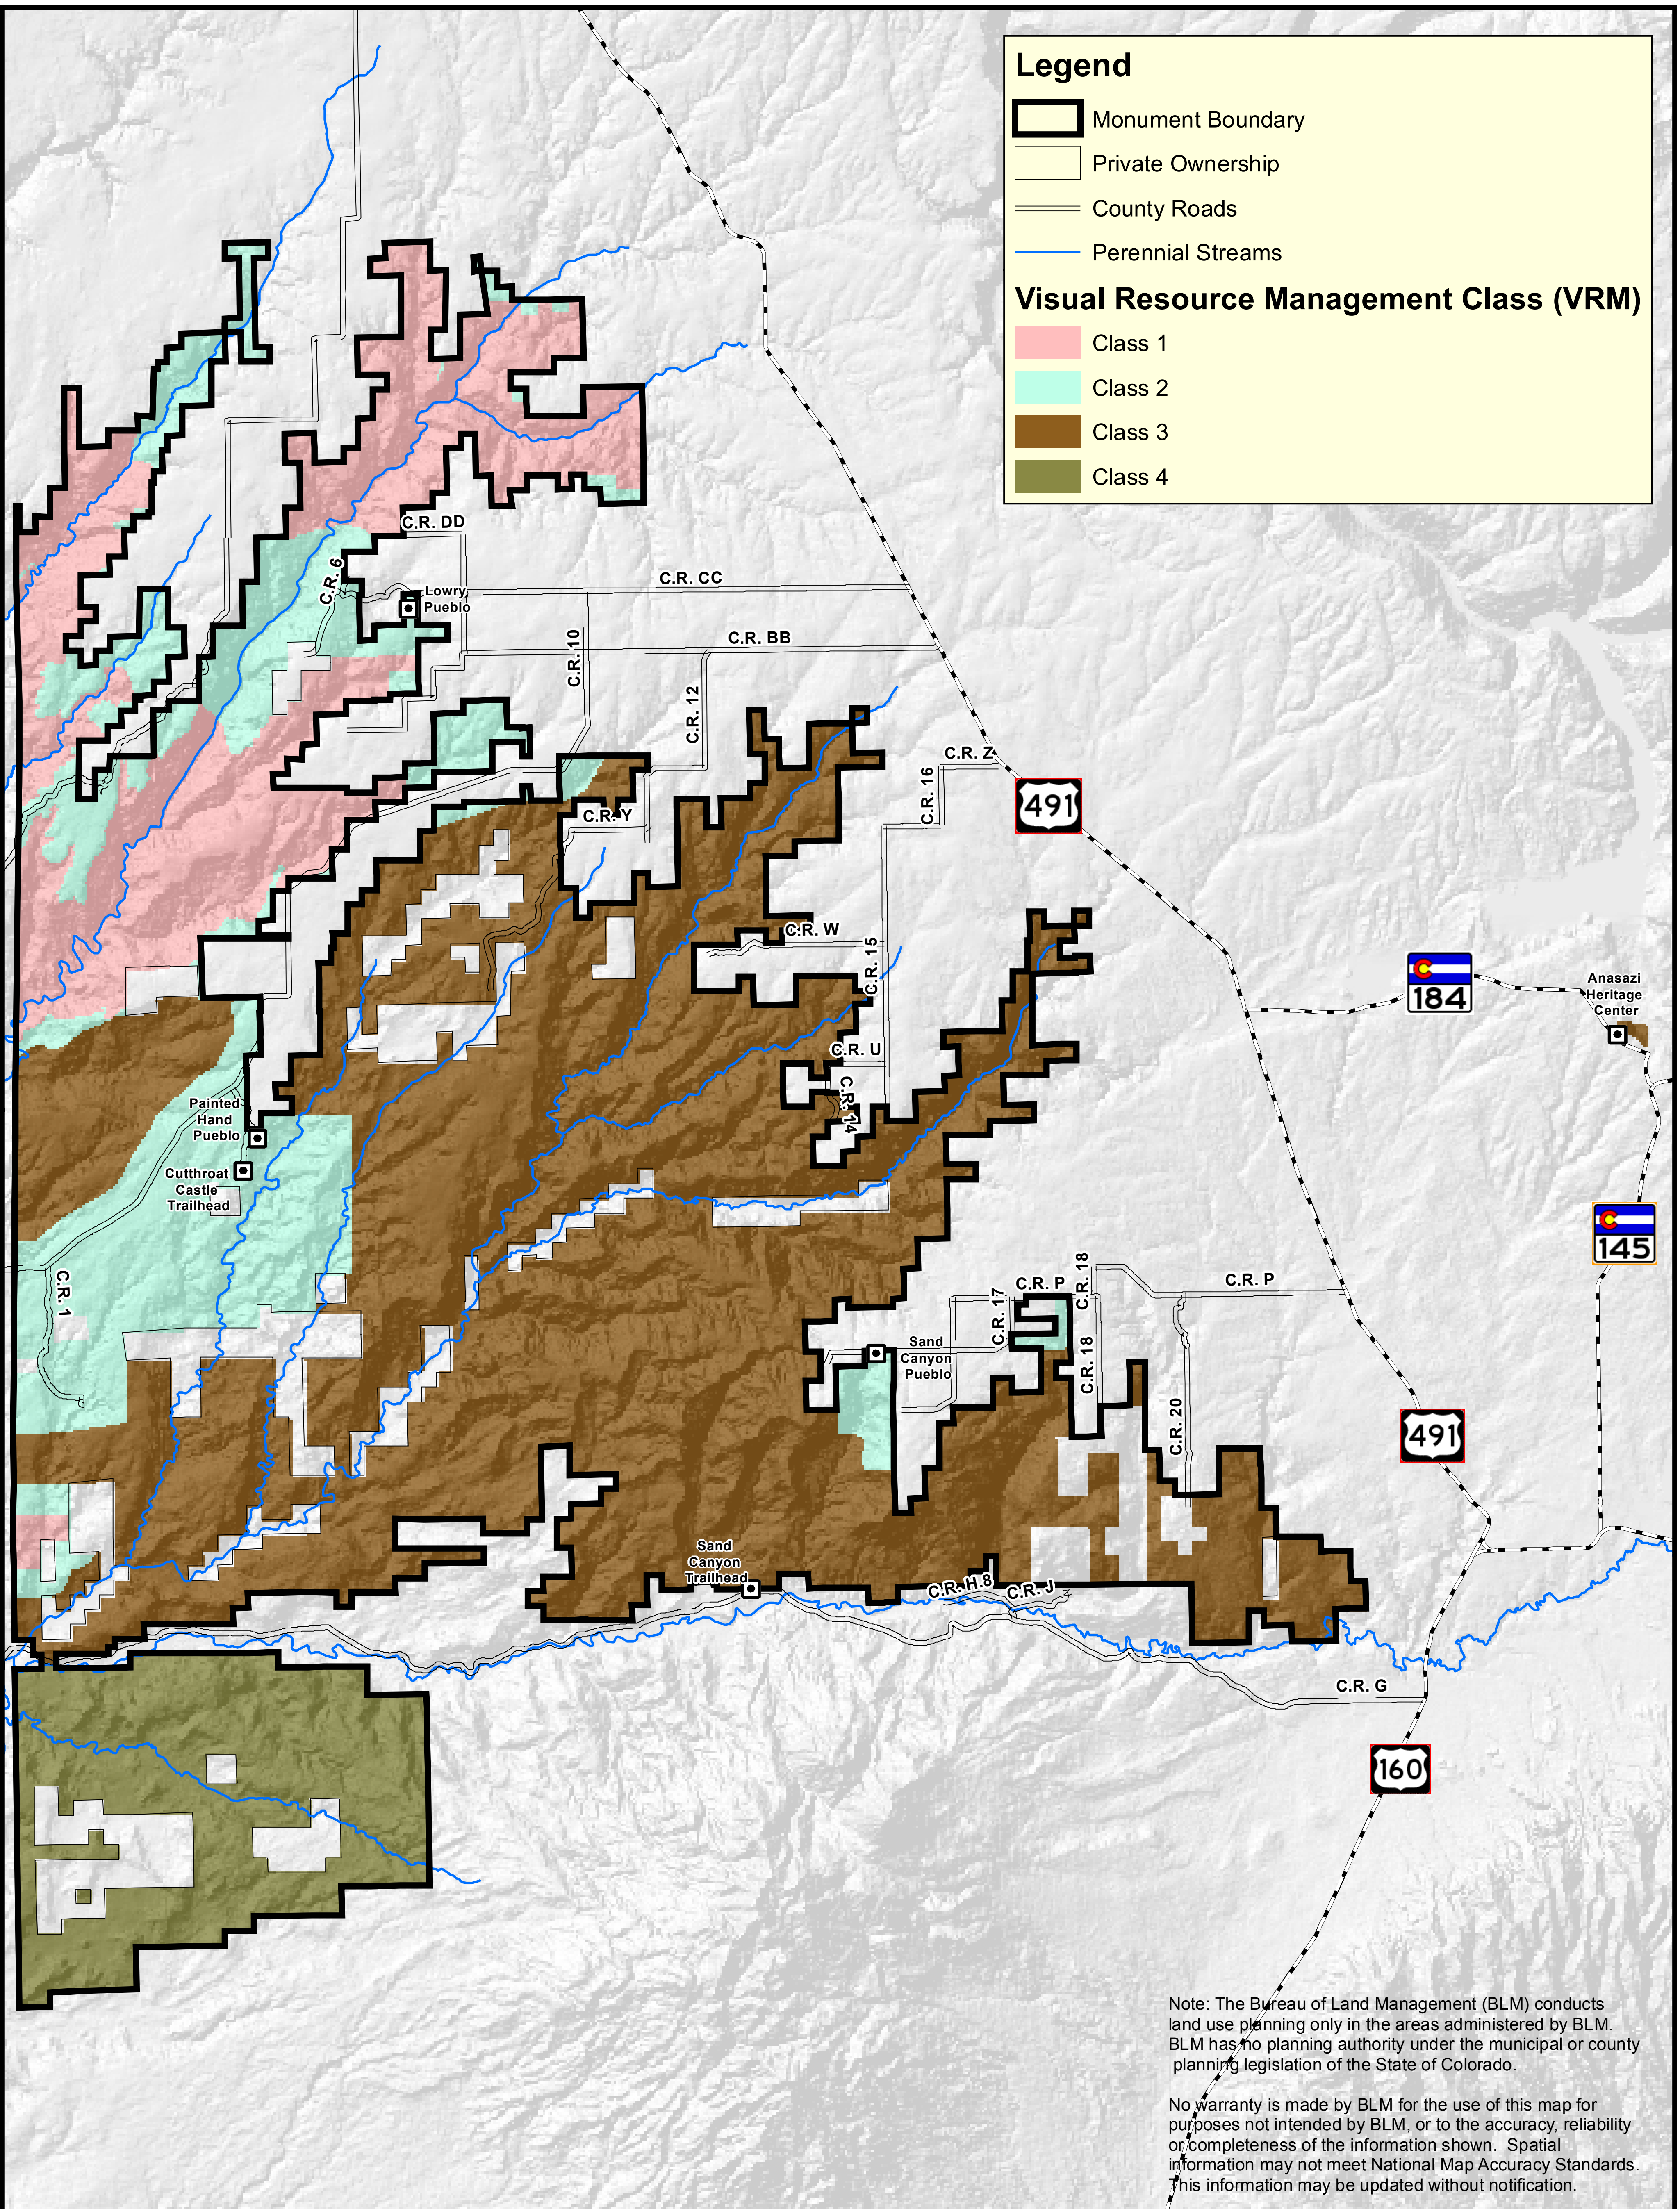 Legend
Monument Boundary
Private Ownership
County Roads
Perennial Streams
Visual Resource Management Class (VRM)
Class 1
Class 2
Class 3
Class 4
C.R. DD
C.R. 6
Lowry
Pueblo
C.R. CC
C.R. 10
C.R. BB
C.R. 12
C.R. Z
C.R. 16
491
C.R. Y
C.R. W
C.R. 15
184
Anasazi
Heritage
Center
C.R. U
C.R. 14
Painted
Hand
Pueblo
Cutthroat
Castle
Trailhead
145
C.R. 1
C.R. P
C.R. 18
C.R. P
C.R. 17
Sand
Canyon
Pueblo
C.R. 18
C.R. 20
491
Sand
Canyon
Trailhead
C.R. H.8
C.R. J
C.R. G
160
Note: The Bureau of Land Management (BLM) conducts
land use planning only in the areas administered by BLM.
BLM has no planning authority under the municipal or county
planning legislation of the State of Colorado.
No warranty is made by BLM for the use of this map for
purposes not intended by BLM, or to the accuracy, reliability
or completeness of the information shown.  Spatial
information may not meet National Map Accuracy Standards.
This information may be updated without notification.